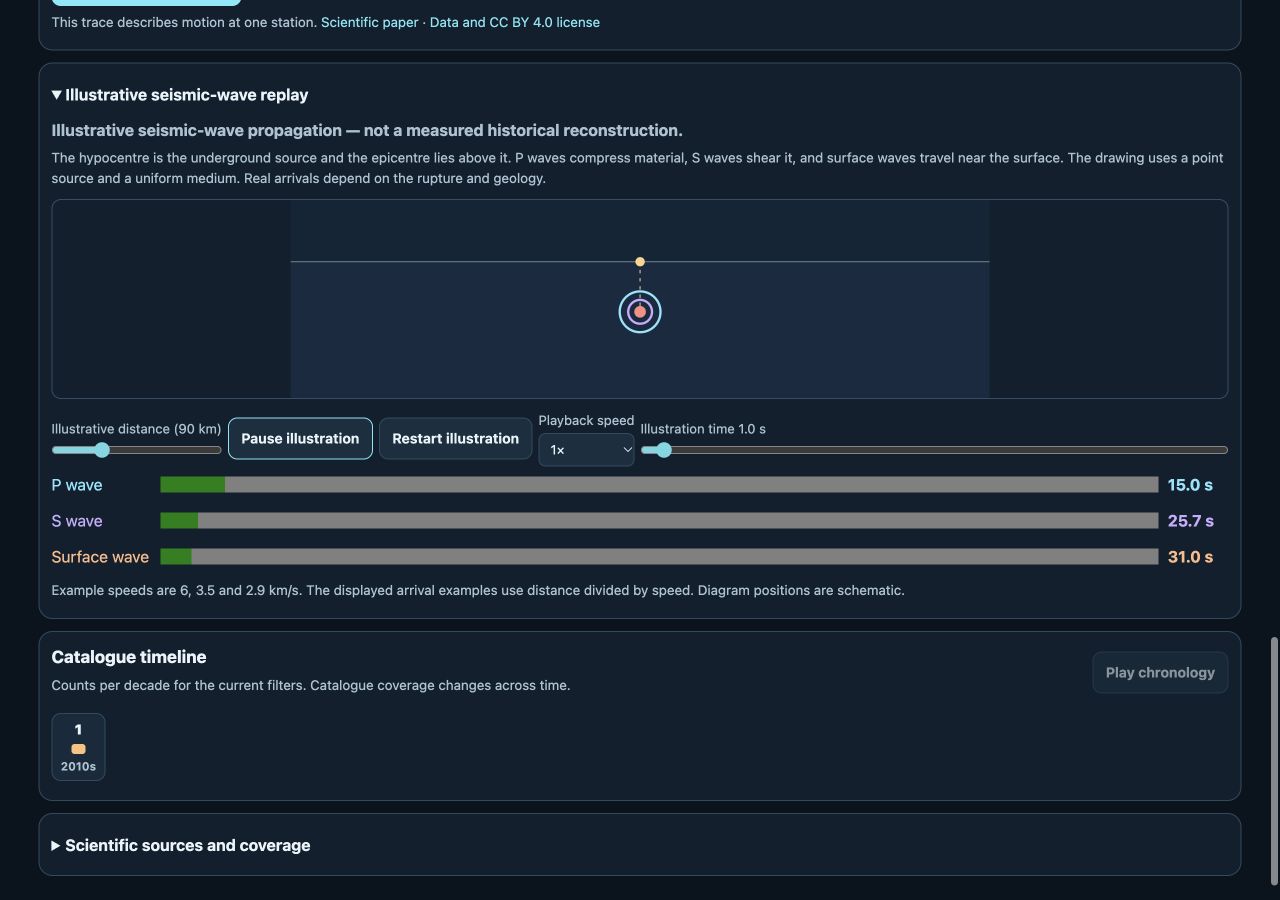 This trace describes motion at one station. Scientific paper · Data and CC BY 4.0 license
Illustrative seismic-wave replay
Illustrative seismic-wave propagation — not a measured historical reconstruction.
The hypocentre is the underground source and the epicentre lies above it. P waves compress material, S waves shear it, and surface waves travel near the surface. The drawing uses a point
source and a uniform medium. Real arrivals depend on the rupture and geology.
Illustrative distance (90 km)
Pause illustration
Restart illustration
Playback speed
1×
Illustration time 1.0 s
P wave 15.0 s
S wave 25.7 s
Surface wave 31.0 s
Example speeds are 6, 3.5 and 2.9 km/s. The displayed arrival examples use distance divided by speed. Diagram positions are schematic.
Catalogue timeline
Counts per decade for the current filters. Catalogue coverage changes across time.
Play chronology
1
2010s
Scientific sources and coverage